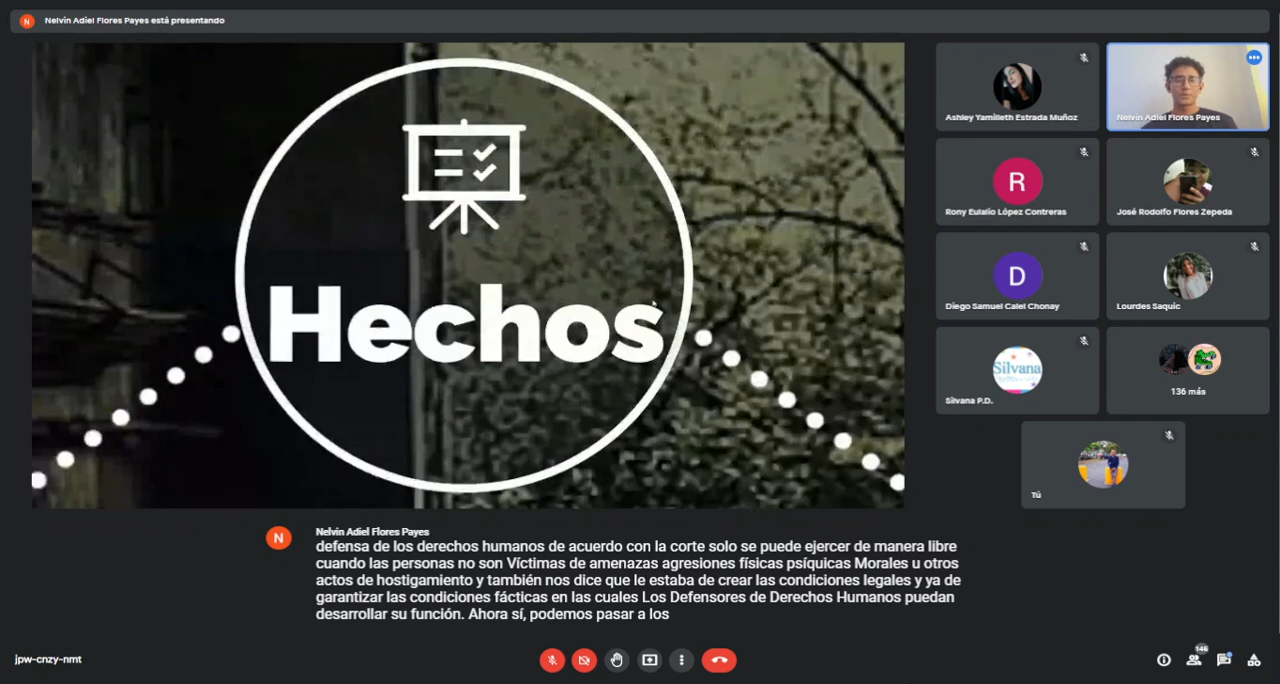 N
Nelvin Adiel Flores Payes está presentando
Hechos
Ashley Yamilleth Estrada Muñoz
Nelvin Adiel Flores Payes
R
Rony Eulalio López Contreras
José Rodolfo Flores Zepeda
D
Diego Samuel Calel Chonay
Lourdes Saquic
Silvana
Silvana P.D.
136 más
Tú
N
Nelvin Adiel Flores Payes
defensa de los derechos humanos de acuerdo con la corte solo se puede ejercer de manera libre
cuando las personas no son Víctimas de amenazas agresiones físicas psíquicas Morales u otros
actos de hostigamiento y también nos dice que le estaba de crear las condiciones legales y ya de
garantizar las condiciones fácticas en las cuales Los Defensores de Derechos Humanos puedan
desarrollar su función. Ahora sí, podemos pasar a los
jpw-cnzy-nmt
146